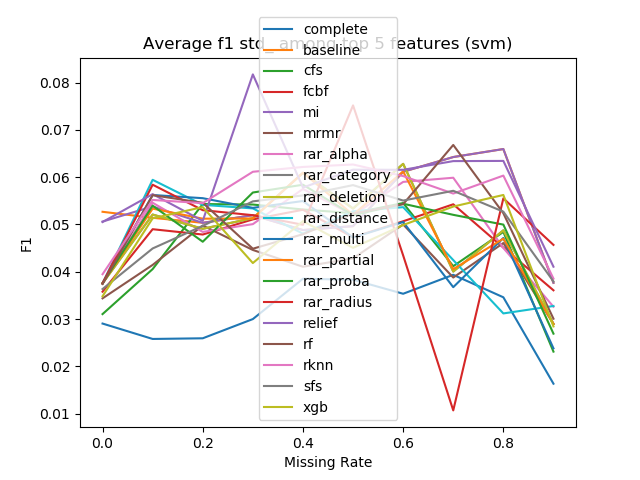 Average f1 std_ among top 5 features (svm)
complete
baseline
cfs
fcbf
mi
mrmr
rar_alpha
rar_category
rar_deletion
rar_distance
rar_multi
rar_partial
rar_proba
rar_radius
relief
rf
rknn
sfs
xgb
0.08
0.07
0.06
0.05
0.04
0.03
0.02
0.01
F1
0.0 0.2 0.4 0.6 0.8
Missing Rate